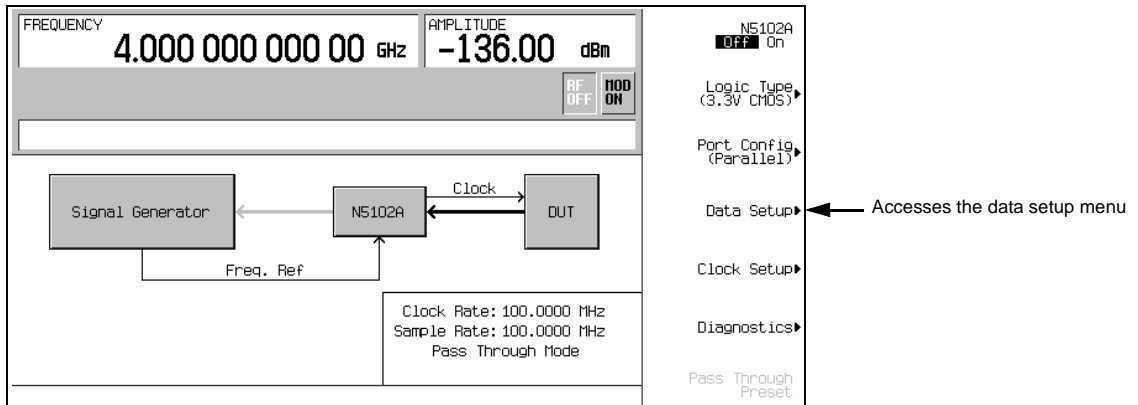 FREQUENCY
4.000 000 000 00 GHz
AMPLITUDE
-136.00 dBm
RF
OFF
MOD
ON
Signal Generator
N5102A
Clock
DUT
Freq. Ref
Clock Rate: 100.0000 MHz
Sample Rate: 100.0000 MHz
Pass Through Mode
N5102A
Off On
Logic Type
(3.3V CMOS)
Port Config
(Parallel)
Data Setup
Accesses the data setup menu
Clock Setup
Diagnostics
Pass Through
Preset